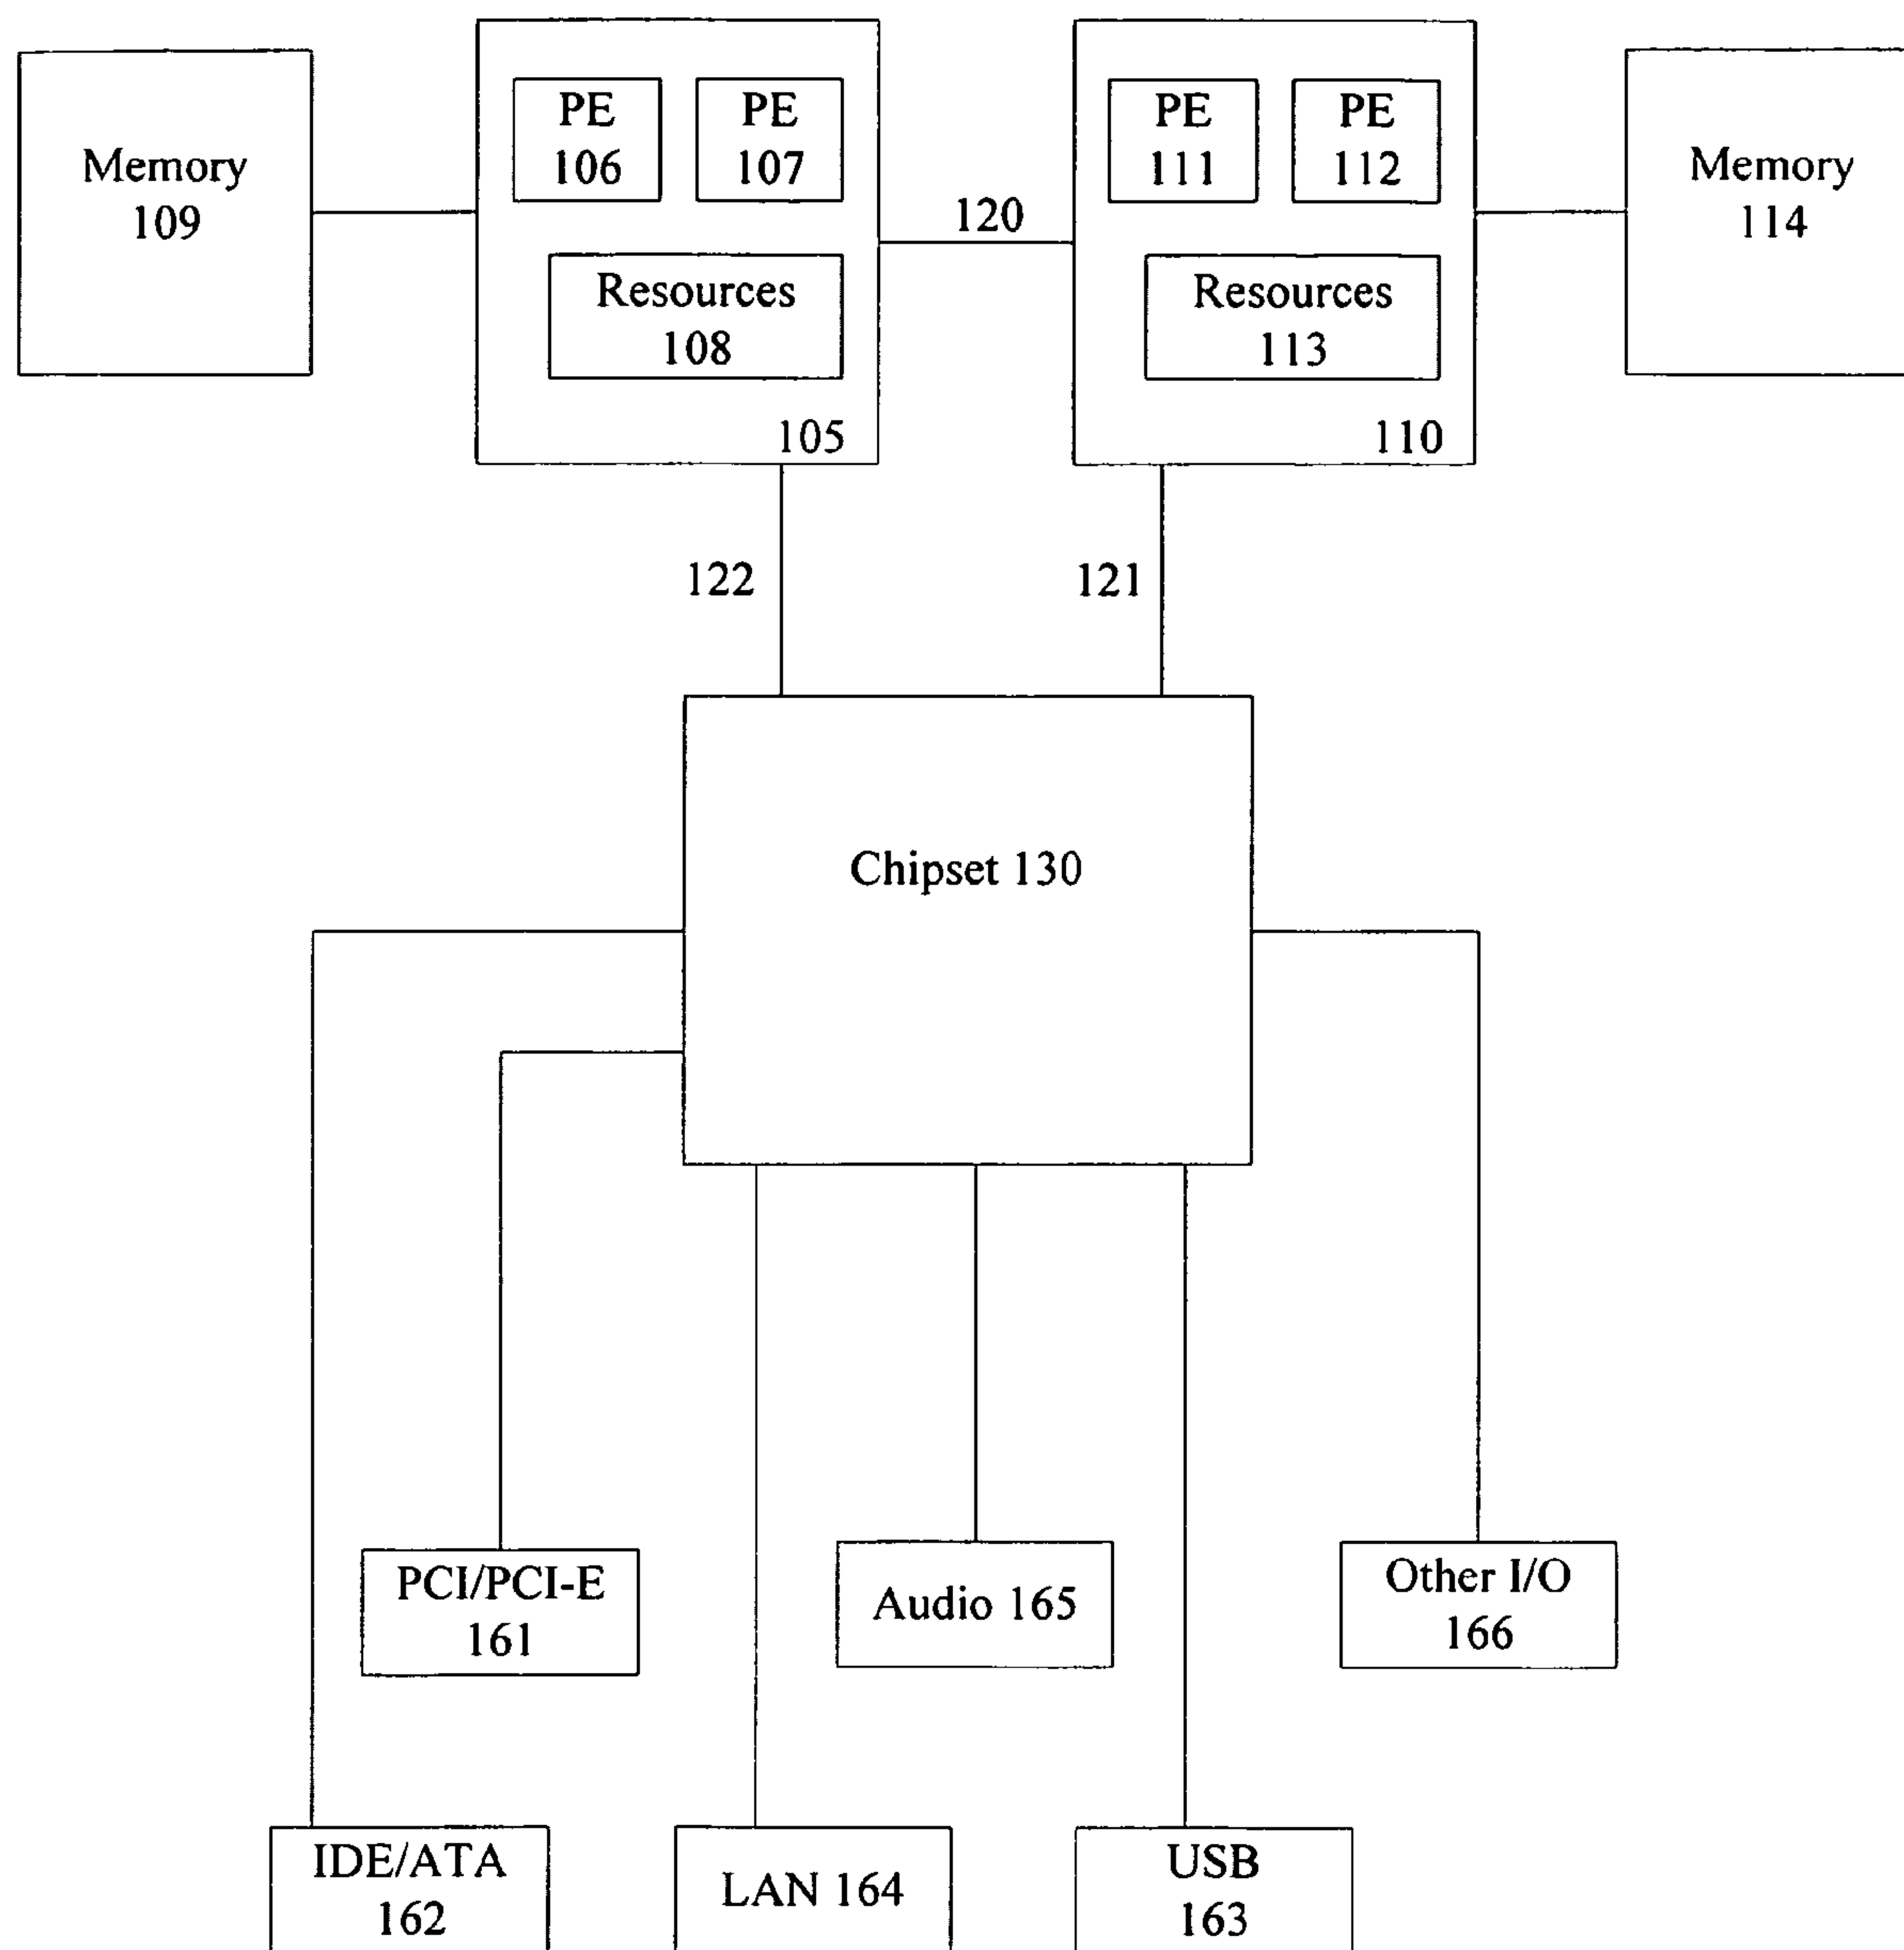 Memory
109
PE
106
PE
107
Resources
108
105
120
PE
111
PE
112
Resources
113
110
Memory
114
122
121
Chipset 130
PCI/PCI-E
161
Audio 165
Other I/O
166
IDE/ATA
162
LAN 164
USB
163